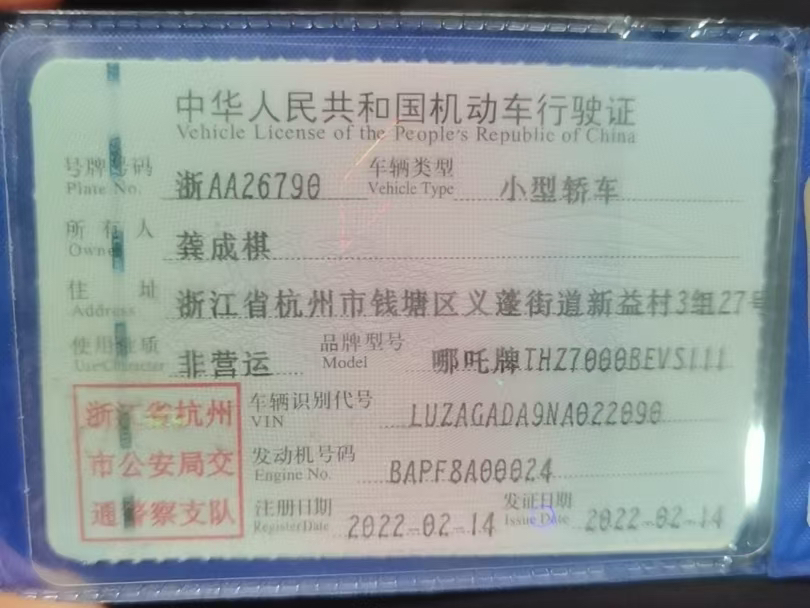 中华人民共和国机动车行驶证
Vehicle License of the People's Republic of China
号牌号码 浙AA26790 车辆类型 小型轿车
Plate No. Vehicle Type
所有人 龚成棋
Owner
住址 浙江省杭州市钱塘区义蓬街道新益村3组27号
Address
使用性质 非营运 品牌型号 哪吒牌THZ7000BEVS111
Use Character Model
浙江省杭州
市公安局交
通警察支队
车辆识别代号 LUZAGADA9NA022090
VIN
发动机号码 BAPF8A00024
Engine No.
注册日期 2022-02-14 发证日期 2022-02-14
Register Date Issue Date